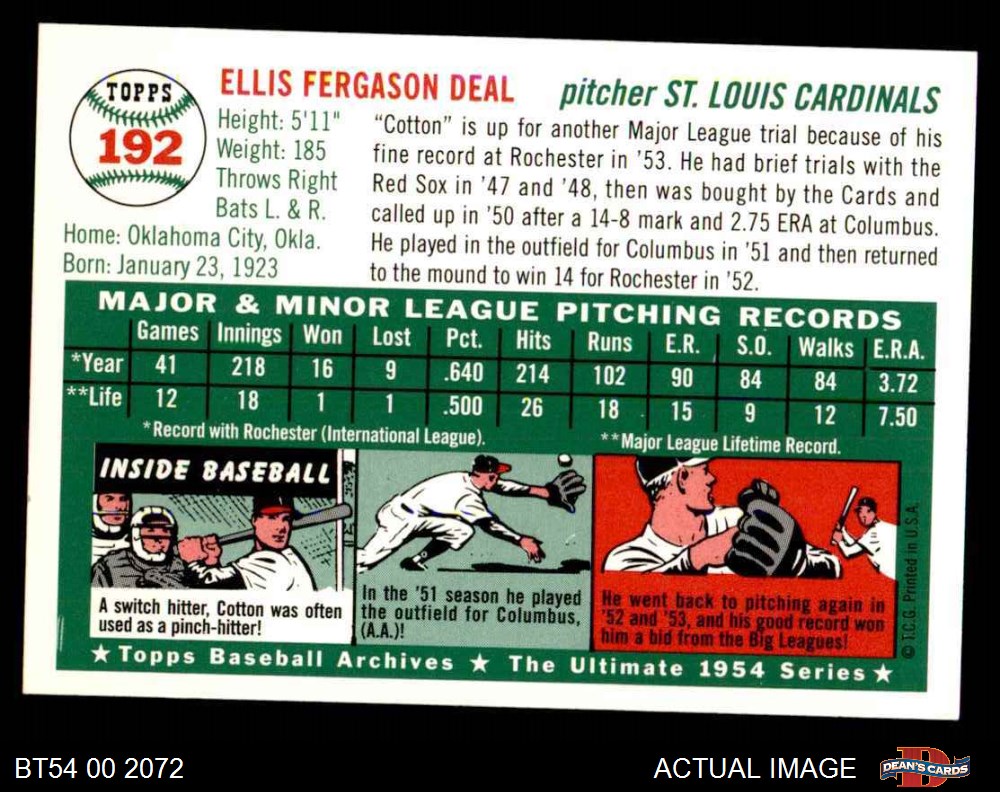 TOPPS
192
ELLIS FERGASON DEAL
pitcher ST. LOUIS CARDINALS
Height: 5'11"
Weight: 185
Throws Right
Bats L. & R.
Home: Oklahoma City, Okla.
Born: January 23, 1923
"Cotton" is up for another Major League trial because of his
fine record at Rochester in '53. He had brief trials with the
Red Sox in '47 and '48, then was bought by the Cards and
called up in '50 after a 14-8 mark and 2.75 ERA at Columbus.
He played in the outfield for Columbus in '51 and then returned
to the mound to win 14 for Rochester in '52.
MAJOR & MINOR LEAGUE PITCHING RECORDS
Games Innings Won Lost Pct. Hits Runs E.R. S.O. Walks E.R.A.
*Year 41 218 16 9 .640 214 102 90 84 84 3.72
**Life 12 18 1 1 .500 26 18 15 9 12 7.50
*Record with Rochester (International League). **Major League Lifetime Record.
INSIDE BASEBALL
A switch hitter, Cotton was often
used as a pinch-hitter!
In the '51 season he played
the outfield for Columbus,
(A.A.)!
He went back to pitching again in
'52 and '53, and his good record won
him a bid from the Big Leagues!
© T.C.G. Printed in U.S.A.
★ Topps Baseball Archives ★ The Ultimate 1954 Series ★
BT54 00 2072
ACTUAL IMAGE
D
DEAN'S CARDS